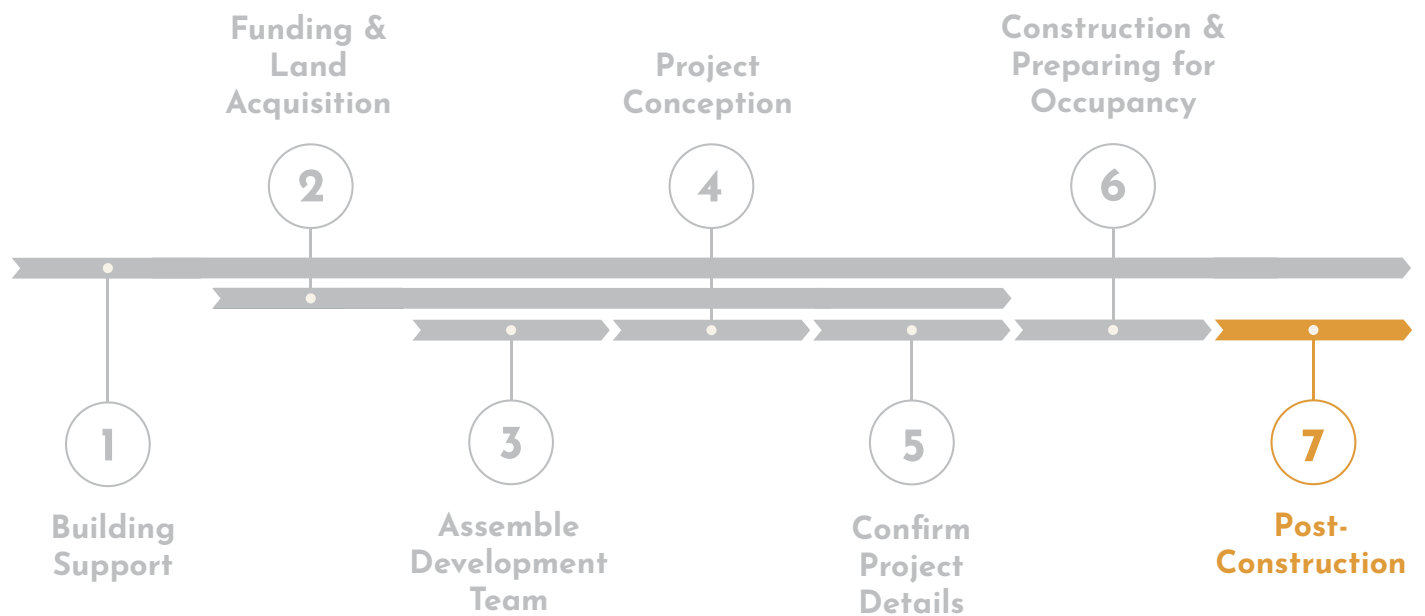 Funding &
Land
Acquisition
Project
Conception
Construction &
Preparing for
Occupancy
2
4
6
1
3
5
7
Building
Support
Assemble
Development
Team
Confirm
Project
Details
Post-
Construction